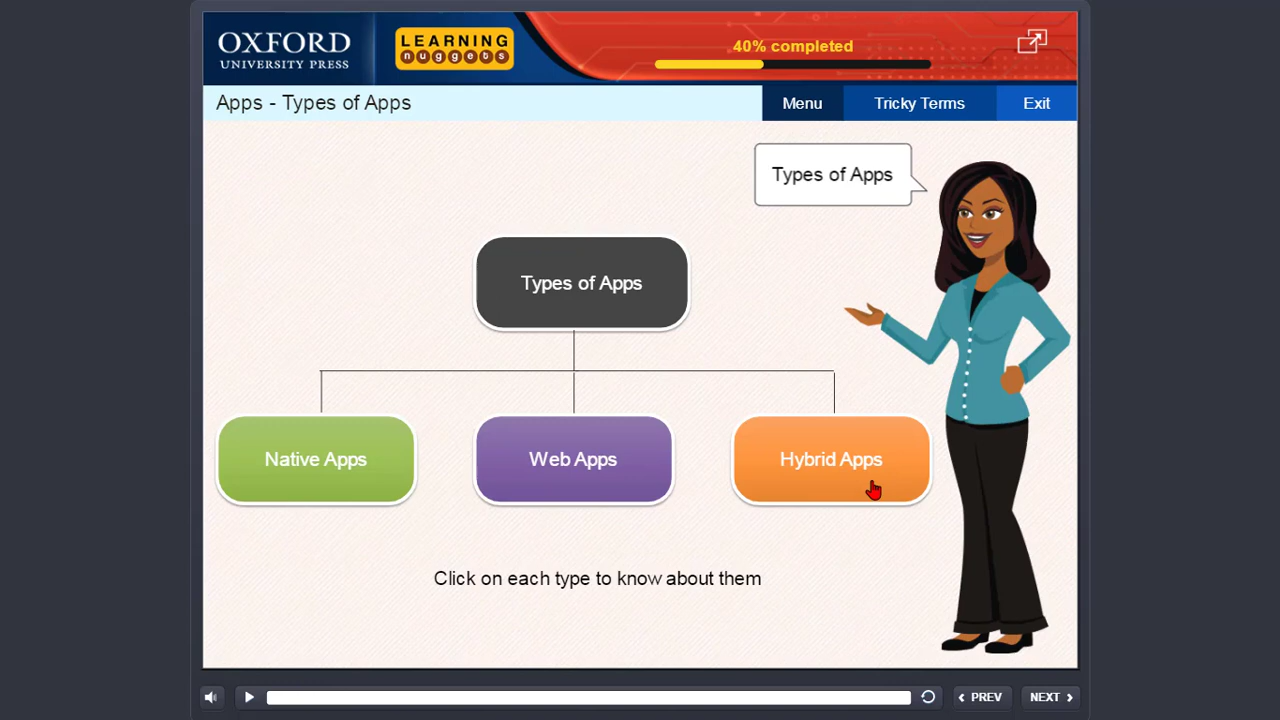 OXFORD
UNIVERSITY PRESS
LEARNING
nuggets
40% completed
Apps - Types of Apps
Menu
Tricky Terms
Exit
Types of Apps
Types of Apps
Native Apps
Web Apps
Hybrid Apps
Click on each type to know about them
PREV
NEXT